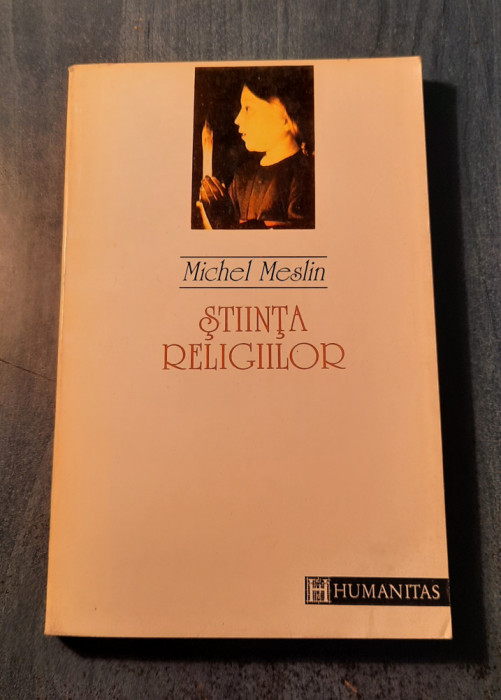 Michel Meslin
ŞTIINŢA
RELIGIILOR
HUMANITAS